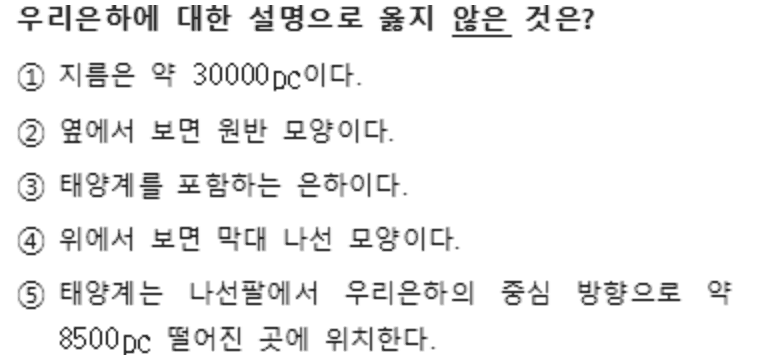 우리은하에 대한 설명으로 옳지 않은 것은?
① 지름은 약 30000pc이다.
② 옆에서 보면 원반 모양이다.
③ 태양계를 포함하는 은하이다.
④ 위에서 보면 막대 나선 모양이다.
⑤ 태양계는 나선팔에서 우리은하의 중심 방향으로 약
8500pc 떨어진 곳에 위치한다.